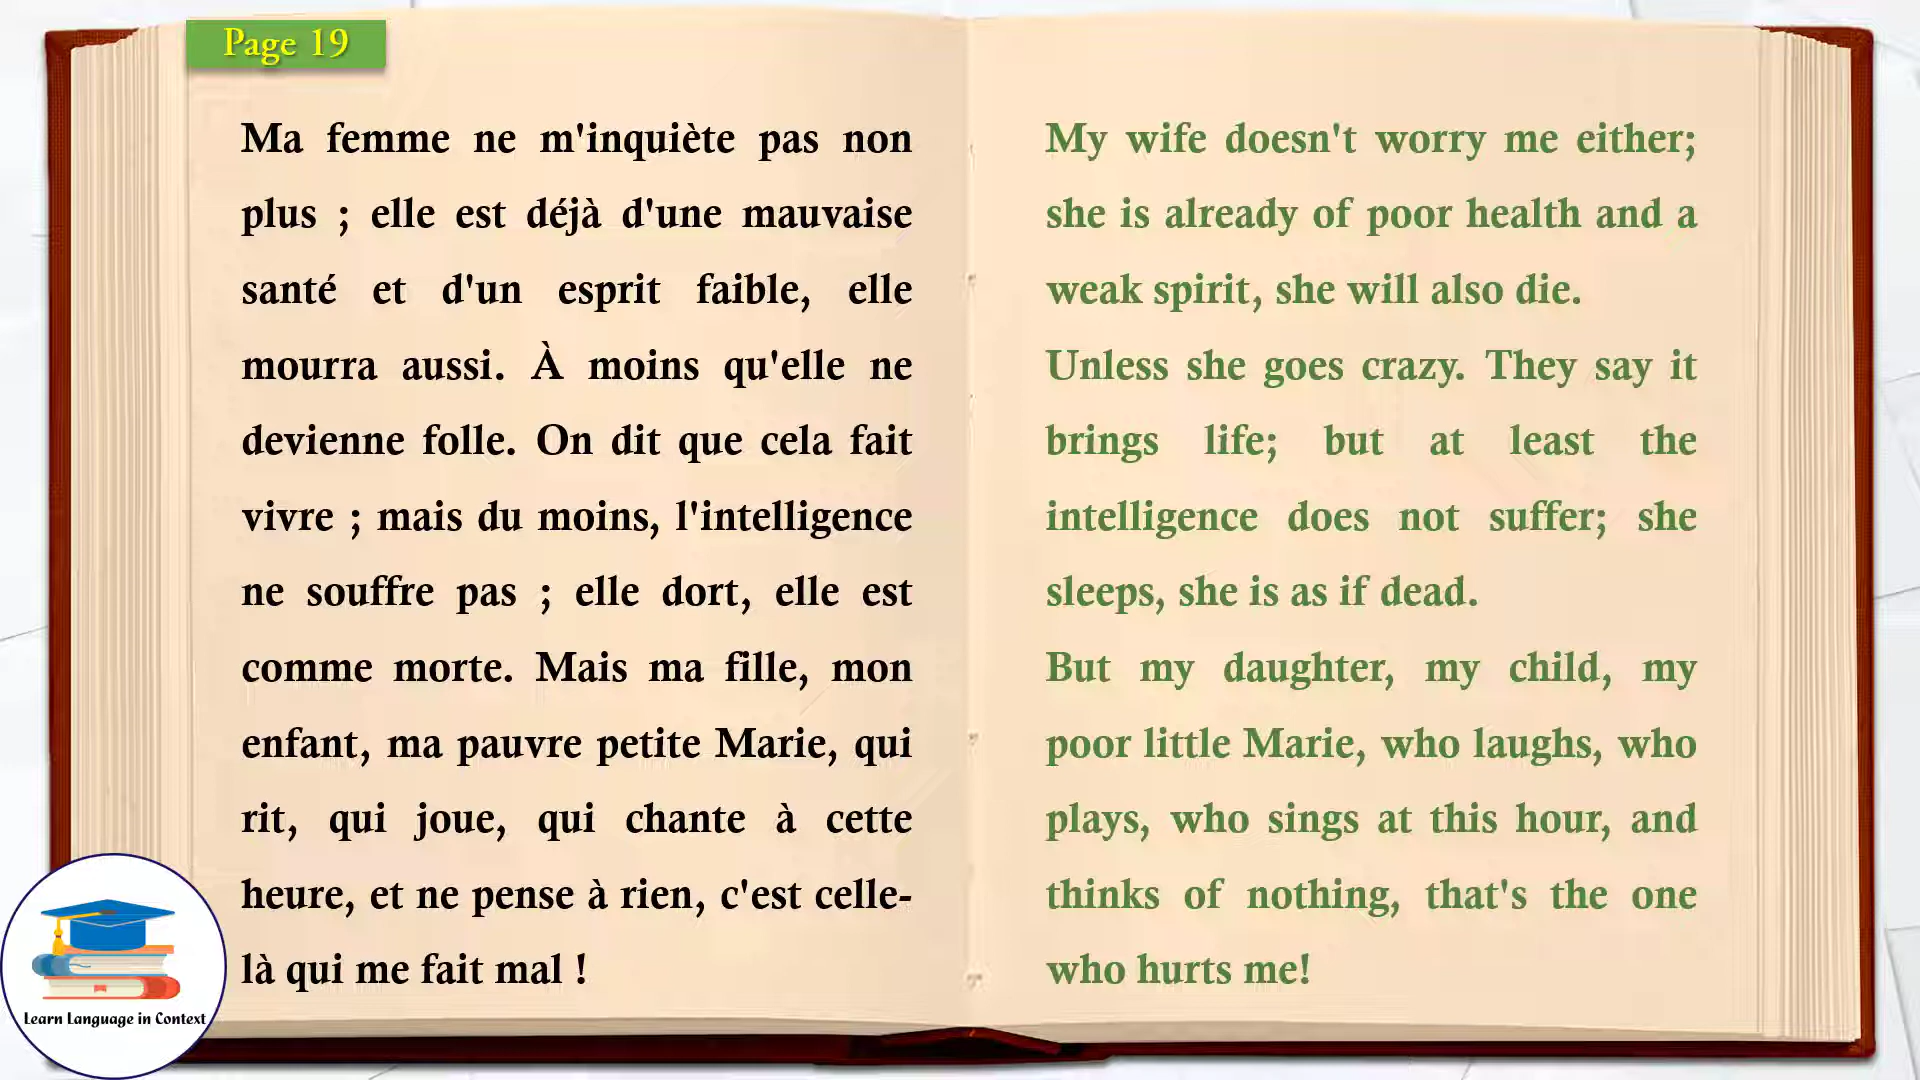 Page 19
Ma femme ne m'inquiète pas non
plus ; elle est déjà d'une mauvaise
santé et d'un esprit faible, elle
mourra aussi. À moins qu'elle ne
devienne folle. On dit que cela fait
vivre ; mais du moins, l'intelligence
ne souffre pas ; elle dort, elle est
comme morte. Mais ma fille, mon
enfant, ma pauvre petite Marie, qui
rit, qui joue, qui chante à cette
heure, et ne pense à rien, c'est celle-
là qui me fait mal !
My wife doesn't worry me either;
she is already of poor health and a
weak spirit, she will also die.
Unless she goes crazy. They say it
brings life; but at least the
intelligence does not suffer; she
sleeps, she is as if dead.
But my daughter, my child, my
poor little Marie, who laughs, who
plays, who sings at this hour, and
thinks of nothing, that's the one
who hurts me!
Learn Language in Context